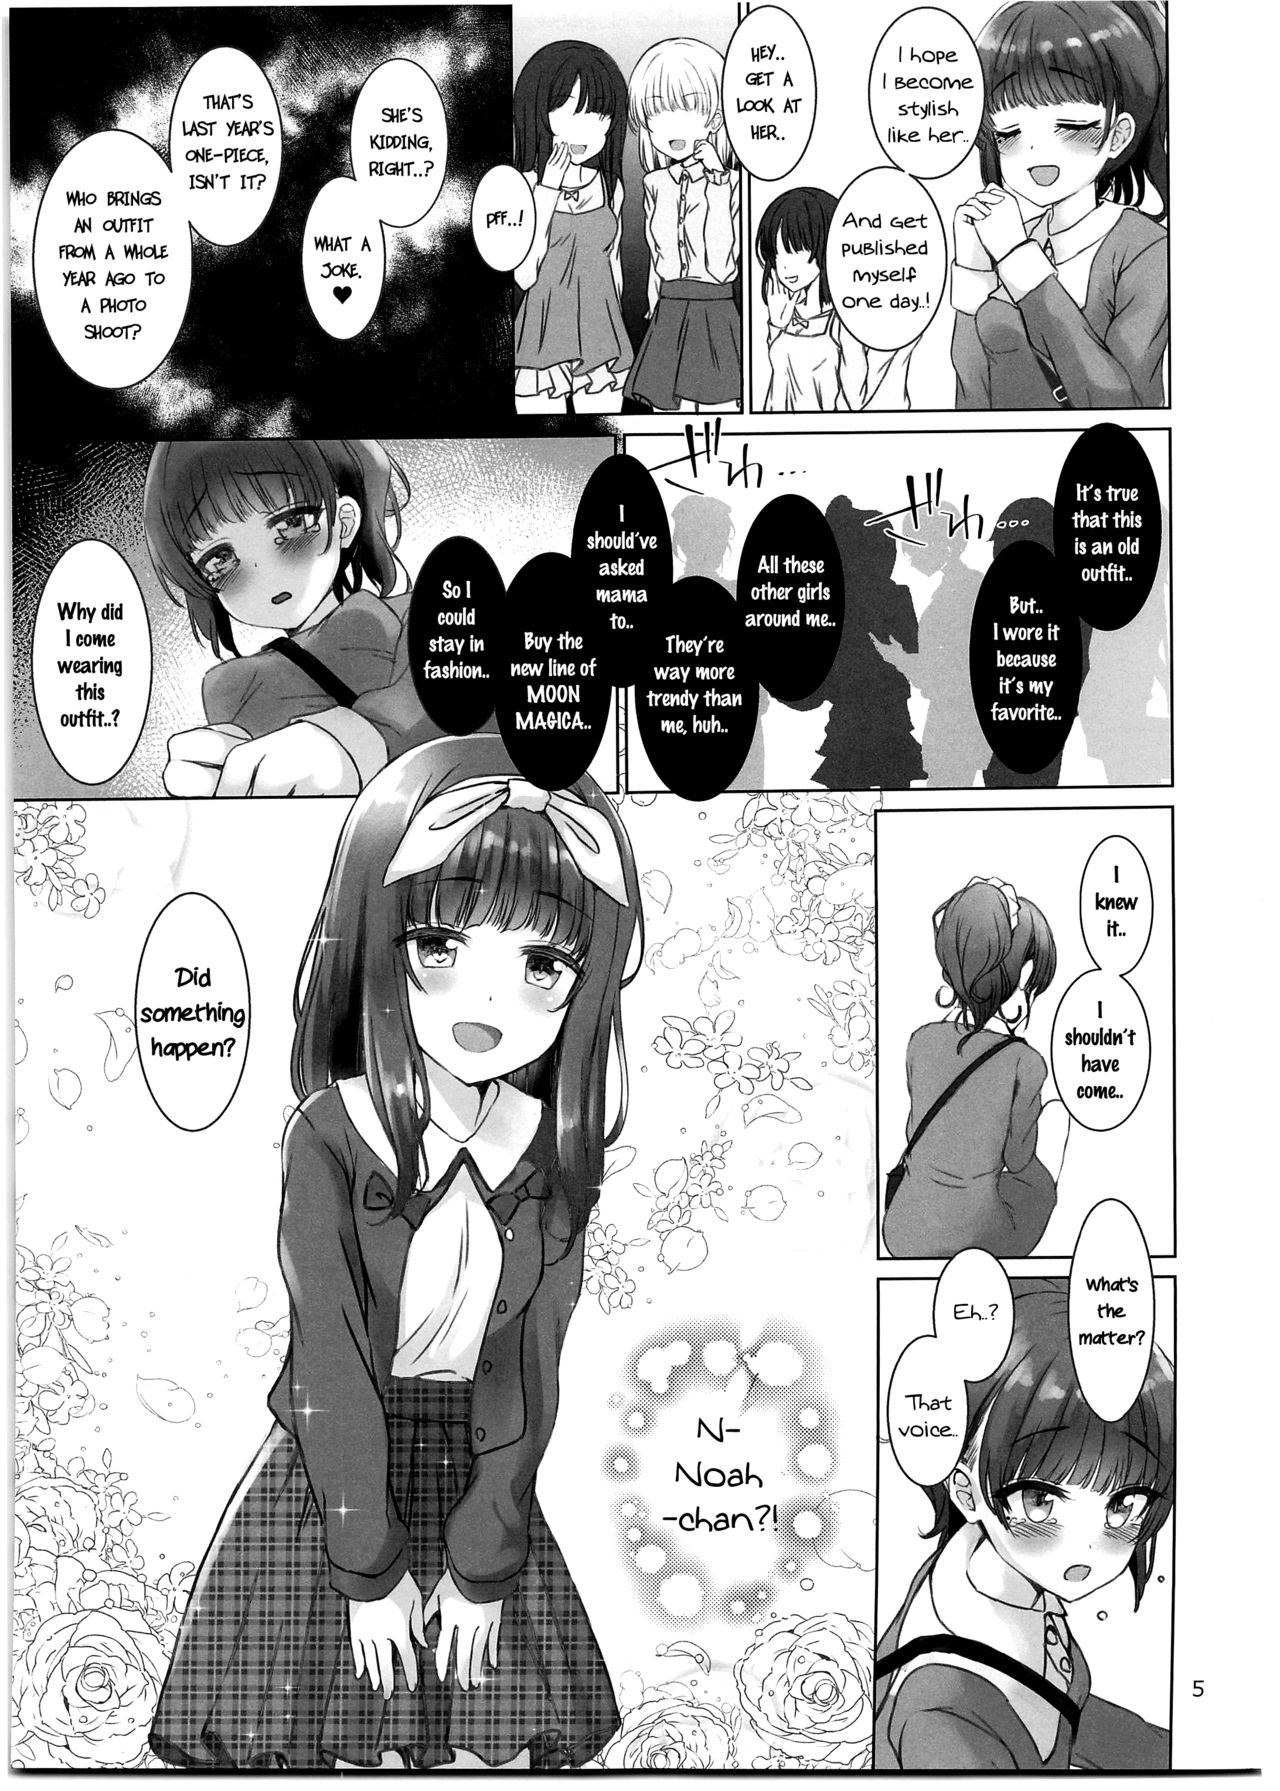 I hope
I become
stylish
like her..
And get
published
myself
one day..!
HEY..
GET A
LOOK AT
HER..
PFF..!
SHE'S
KIDDING,
RIGHT..?
WHAT A
JOKE.
♥
THAT'S
LAST YEAR'S
ONE-PIECE,
ISN'T IT?
WHO BRINGS
AN OUTFIT
FROM A WHOLE
YEAR AGO TO
A PHOTO
SHOOT?
It's true
that this
is an old
outfit..
But..
I wore it
because
it's my
favorite..
ざわ…
All these
other girls
around me..
They're
way more
trendy than
me, huh..
ざわ…
I
should've
asked
mama
to..
Buy the
new line of
MOON
MAGICA..
So I
could
stay in
fashion..
Why did
I come
wearing
this
outfit..?
I
knew
it..
I
shouldn't
have
come..
What's
the
matter?
Eh..?
That
voice..
Did
something
happen?
N-
Noah
-chan?!
5